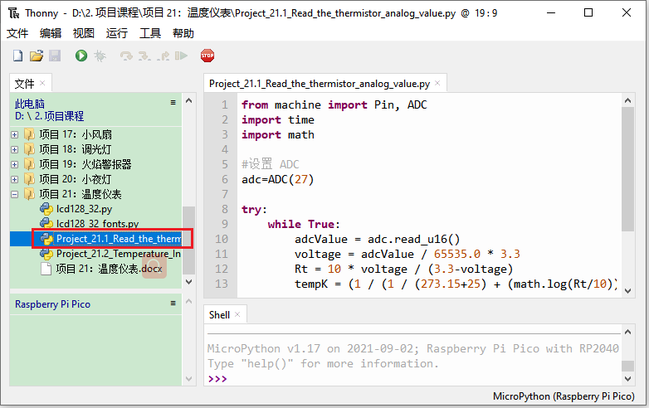 Thonny - D:\2. 项目课程\项目 21：温度仪表\Project_21.1_Read_the_thermistor_analog_value.py @ 19 : 9
文件 编辑 视图 运行 工具 帮助
文件
此电脑
D: \ 2. 项目课程
项目 17：小风扇
项目 18：调光灯
项目 19：火焰警报器
项目 20：小夜灯
项目 21：温度仪表
lcd128_32.py
lcd128_32_fonts.py
Project_21.1_Read_the_therm
Project_21.2_Temperature_In
项目 21：温度仪表.docx
Raspberry Pi Pico
Project_21.1_Read_the_thermistor_analog_value.py
1 from machine import Pin, ADC
2 import time
3 import math
4
5 #设置 ADC
6 adc=ADC(27)
7
8 try:
9 while True:
10 adcValue = adc.read_u16()
11 voltage = adcValue / 65535.0 * 3.3
12 Rt = 10 * voltage / (3.3-voltage)
13 tempK = (1 / (1 / (273.15+25) + (math.log(Rt/10))
Shell
MicroPython v1.17 on 2021-09-02; Raspberry Pi Pico with RP2040
Type "help()" for more information.
>>>
MicroPython (Raspberry Pi Pico)
STOP